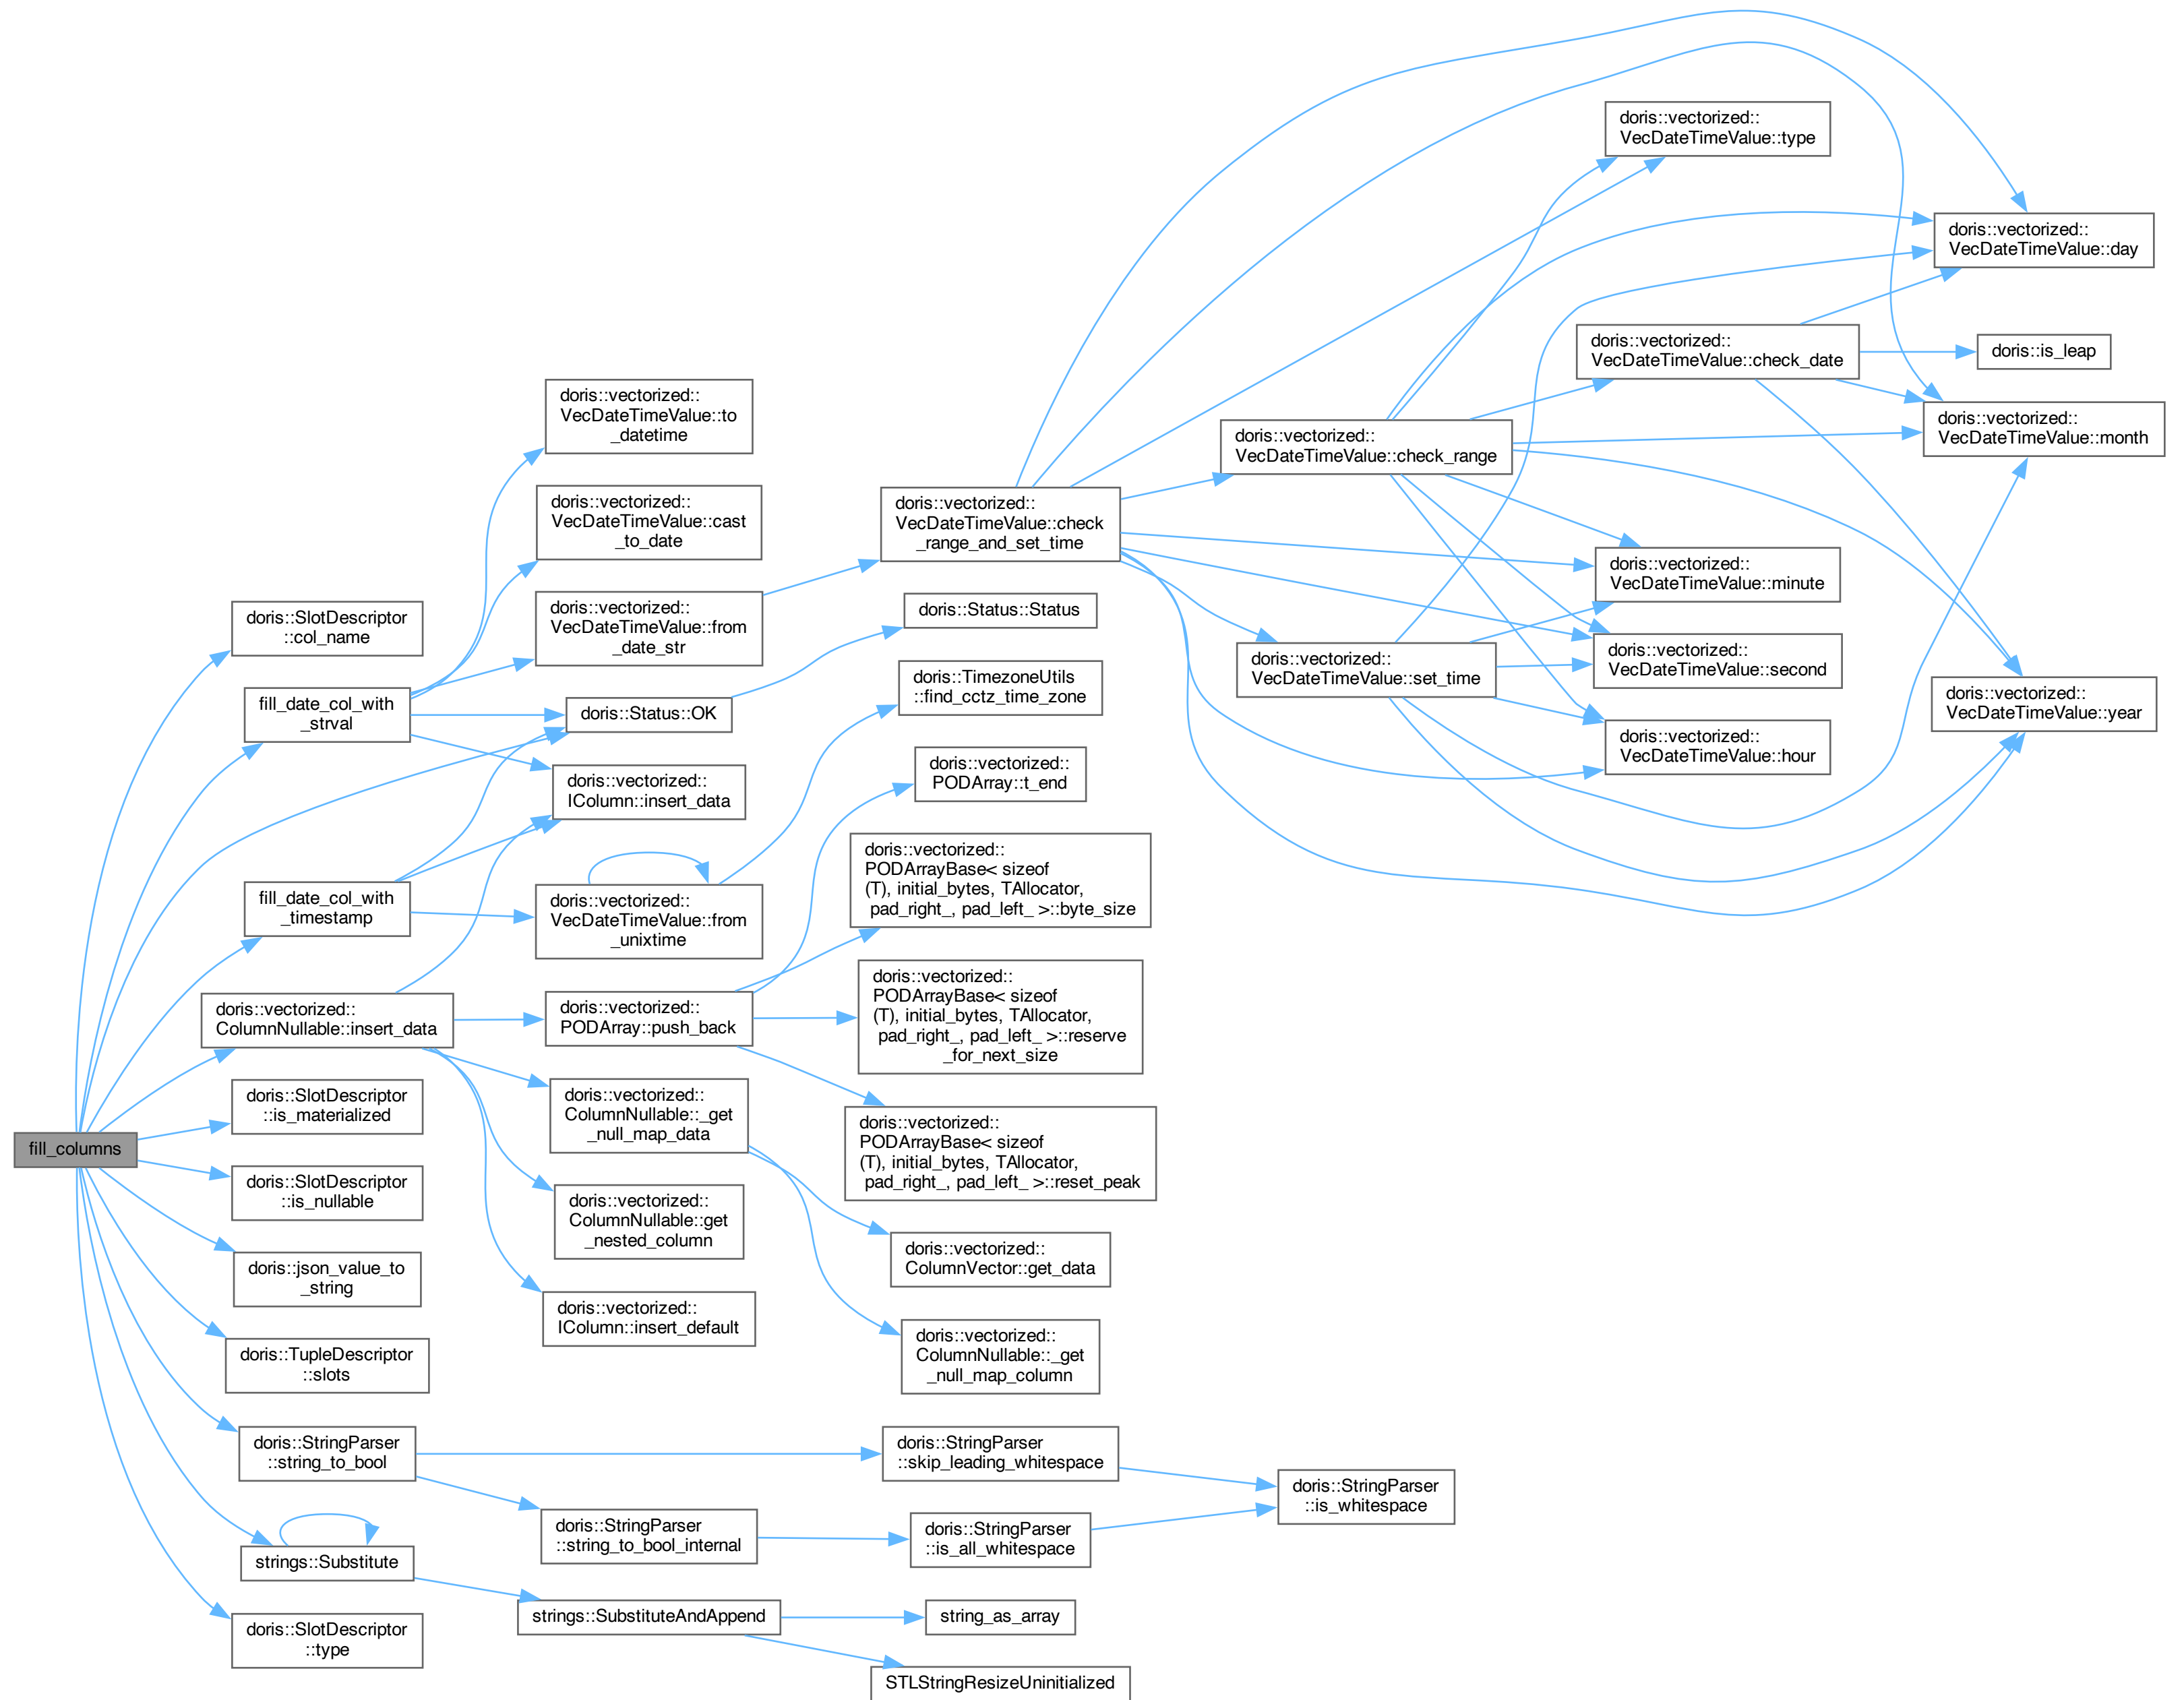 fill_columns
doris::SlotDescriptor
::col_name
fill_date_col_with
_strval
fill_date_col_with
_timestamp
doris::vectorized::
ColumnNullable::insert_data
doris::SlotDescriptor
::is_materialized
doris::SlotDescriptor
::is_nullable
doris::json_value_to
_string
doris::TupleDescriptor
::slots
doris::StringParser
::string_to_bool
strings::Substitute
doris::SlotDescriptor
::type
doris::vectorized::
VecDateTimeValue::to
_datetime
doris::vectorized::
VecDateTimeValue::cast
_to_date
doris::vectorized::
VecDateTimeValue::from
_date_str
doris::Status::OK
doris::vectorized::
IColumn::insert_data
doris::vectorized::
VecDateTimeValue::from
_unixtime
doris::vectorized::
PODArray::push_back
doris::vectorized::
ColumnNullable::_get
_null_map_data
doris::vectorized::
ColumnNullable::get
_nested_column
doris::vectorized::
IColumn::insert_default
doris::StringParser
::string_to_bool_internal
strings::SubstituteAndAppend
doris::vectorized::
VecDateTimeValue::check
_range_and_set_time
doris::Status::Status
doris::TimezoneUtils
::find_cctz_time_zone
doris::vectorized::
PODArray::t_end
doris::vectorized::
PODArrayBase< sizeof
(T), initial_bytes, TAllocator,
pad_right_, pad_left_ >::byte_size
doris::vectorized::
PODArrayBase< sizeof
(T), initial_bytes, TAllocator,
pad_right_, pad_left_ >::reserve
_for_next_size
doris::vectorized::
PODArrayBase< sizeof
(T), initial_bytes, TAllocator,
pad_right_, pad_left_ >::reset_peak
doris::vectorized::
ColumnVector::get_data
doris::vectorized::
ColumnNullable::_get
_null_map_column
doris::StringParser
::skip_leading_whitespace
doris::StringParser
::is_all_whitespace
string_as_array
STLStringResizeUninitialized
doris::vectorized::
VecDateTimeValue::check_range
doris::vectorized::
VecDateTimeValue::set_time
doris::StringParser
::is_whitespace
doris::vectorized::
VecDateTimeValue::type
doris::vectorized::
VecDateTimeValue::check_date
doris::vectorized::
VecDateTimeValue::minute
doris::vectorized::
VecDateTimeValue::second
doris::vectorized::
VecDateTimeValue::hour
doris::vectorized::
VecDateTimeValue::day
doris::is_leap
doris::vectorized::
VecDateTimeValue::month
doris::vectorized::
VecDateTimeValue::year